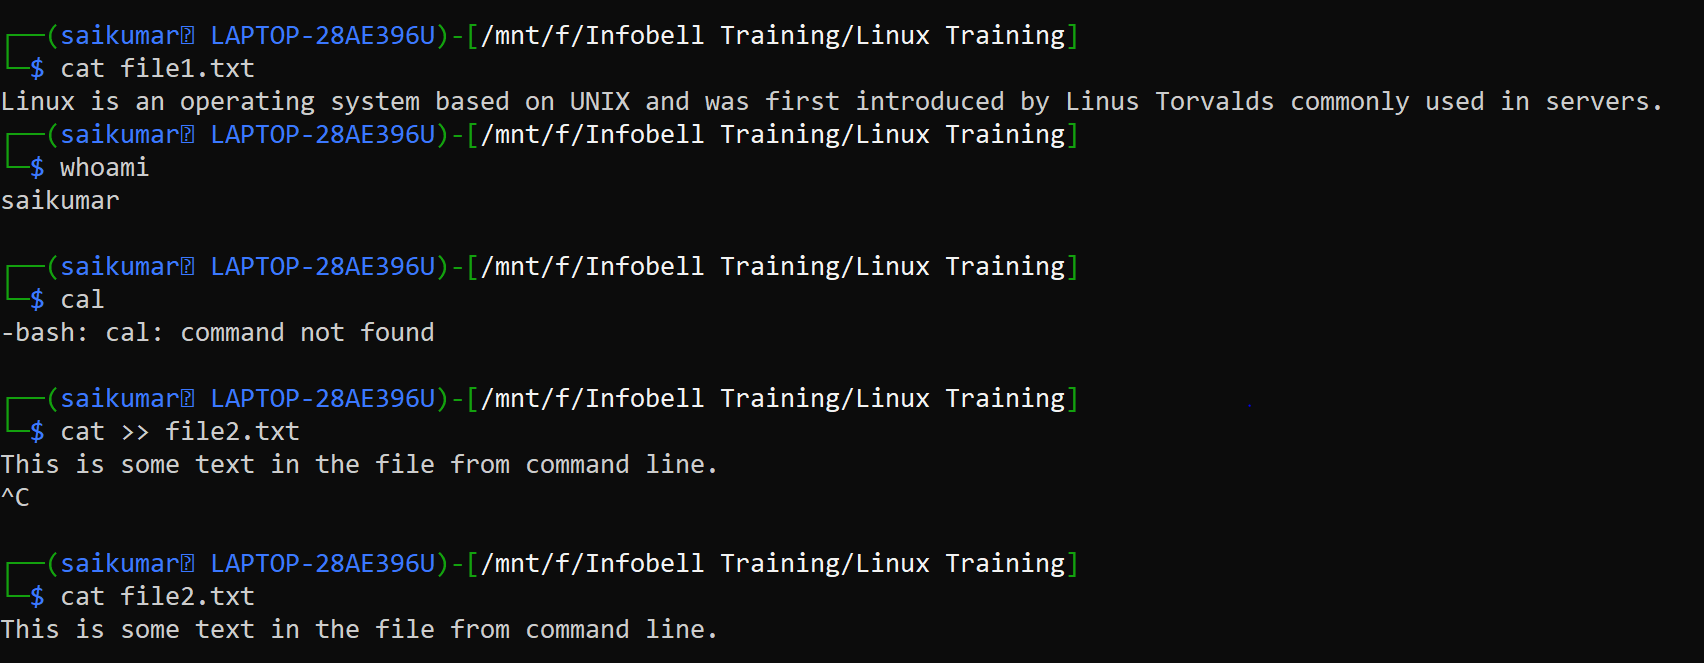 ┌──(saikumar⍰ LAPTOP-28AE396U)-[/mnt/f/Infobell Training/Linux Training]
└─$ cat file1.txt
Linux is an operating system based on UNIX and was first introduced by Linus Torvalds commonly used in servers.
┌──(saikumar⍰ LAPTOP-28AE396U)-[/mnt/f/Infobell Training/Linux Training]
└─$ whoami
saikumar
┌──(saikumar⍰ LAPTOP-28AE396U)-[/mnt/f/Infobell Training/Linux Training]
└─$ cal
-bash: cal: command not found
┌──(saikumar⍰ LAPTOP-28AE396U)-[/mnt/f/Infobell Training/Linux Training]
└─$ cat >> file2.txt
This is some text in the file from command line.
^C
┌──(saikumar⍰ LAPTOP-28AE396U)-[/mnt/f/Infobell Training/Linux Training]
└─$ cat file2.txt
This is some text in the file from command line.